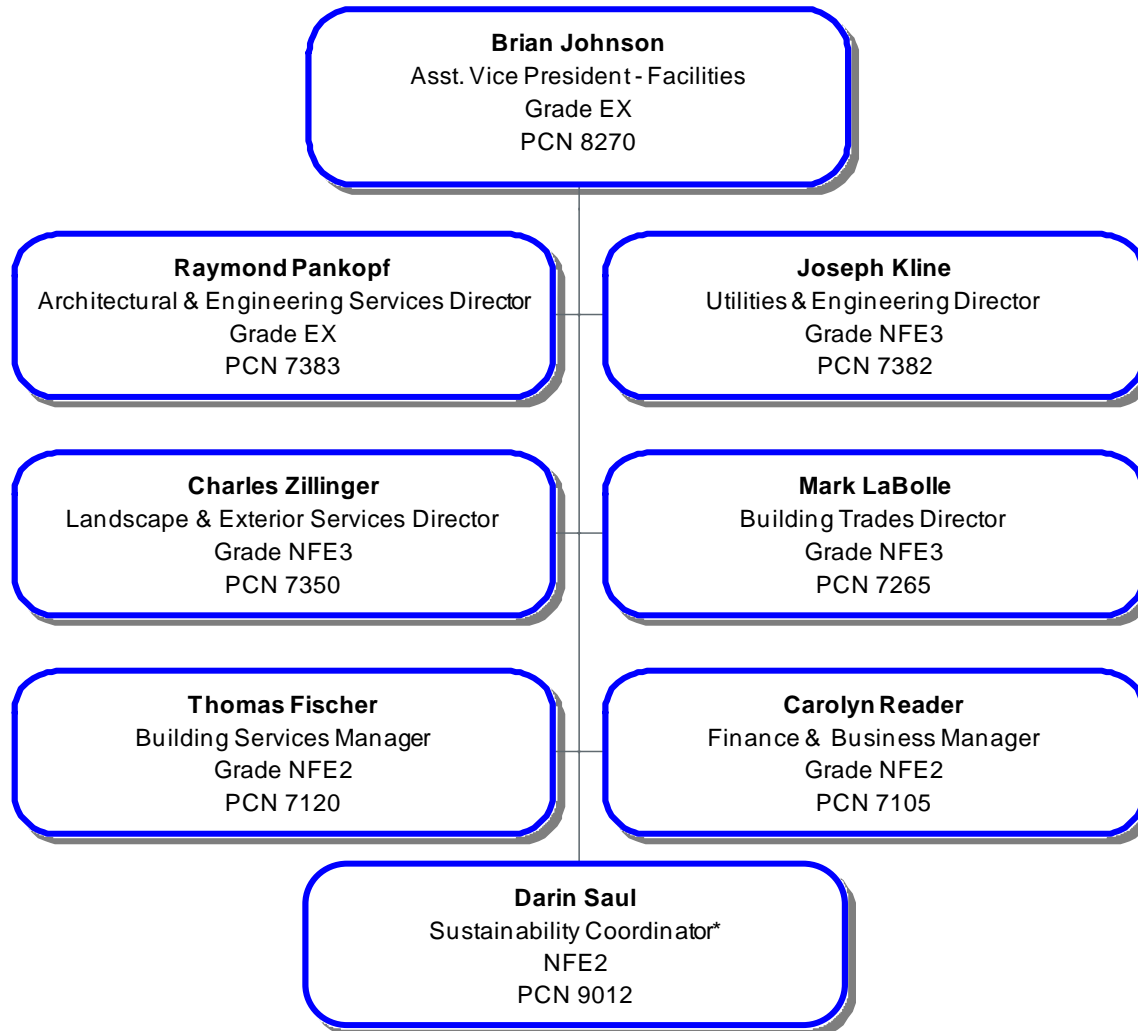 Brian Johnson
Asst. Vice President - Facilities
Grade EX
PCN 8270
Raymond Pankopf
Architectural & Engineering Services Director
Grade EX
PCN 7383
Joseph Kline
Utilities & Engineering Director
Grade NFE3
PCN 7382
Charles Zillinger
Landscape & Exterior Services Director
Grade NFE3
PCN 7350
Mark LaBolle
Building Trades Director
Grade NFE3
PCN 7265
Thomas Fischer
Building Services Manager
Grade NFE2
PCN 7120
Carolyn Reader
Finance & Business Manager
Grade NFE2
PCN 7105
Darin Saul
Sustainability Coordinator*
NFE2
PCN 9012